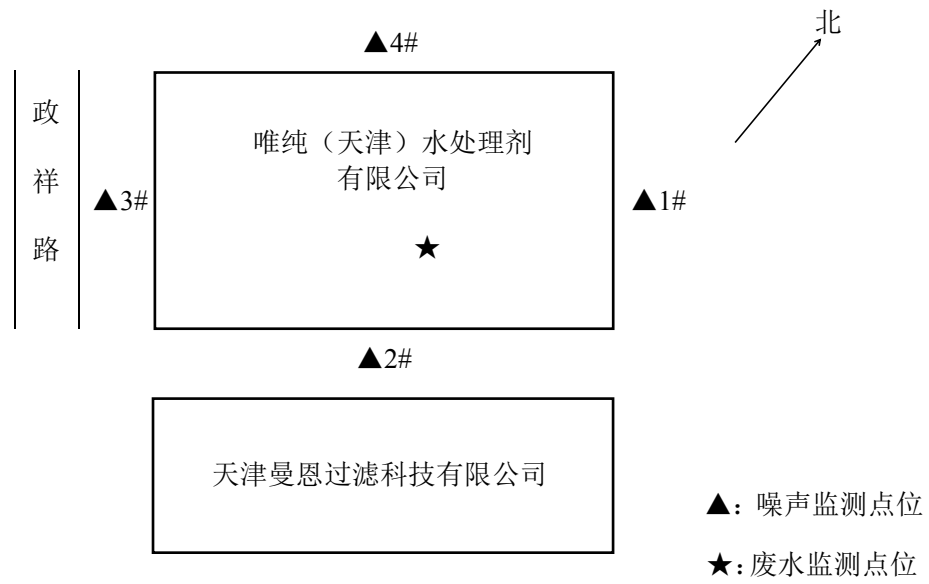 北
▲4#
政祥路
唯纯（天津）水处理剂
有限公司
▲3#
▲1#
★
▲2#
天津曼恩过滤科技有限公司
▲：噪声监测点位
★：废水监测点位